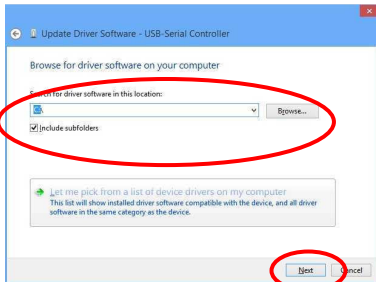 Update Driver Software - USB-Serial Controller
Browse for driver software on your computer
Search for driver software in this location:
Browse...
Include subfolders
Let me pick from a list of device drivers on my computer
This list will show installed driver software compatible with the device, and all driver
software in the same category as the device.
Next Cancel